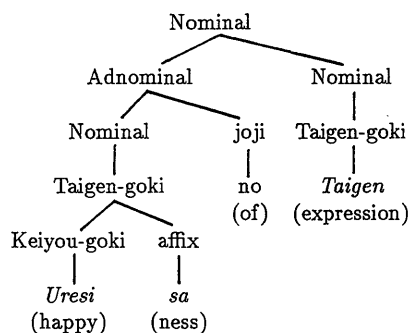 Nominal
Adnominal Nominal
Nominal joji Taigen-goki
Taigen-goki no Taigen
(of) (expression)
Keiyou-goki affix
Uresi sa
(happy) (ness)